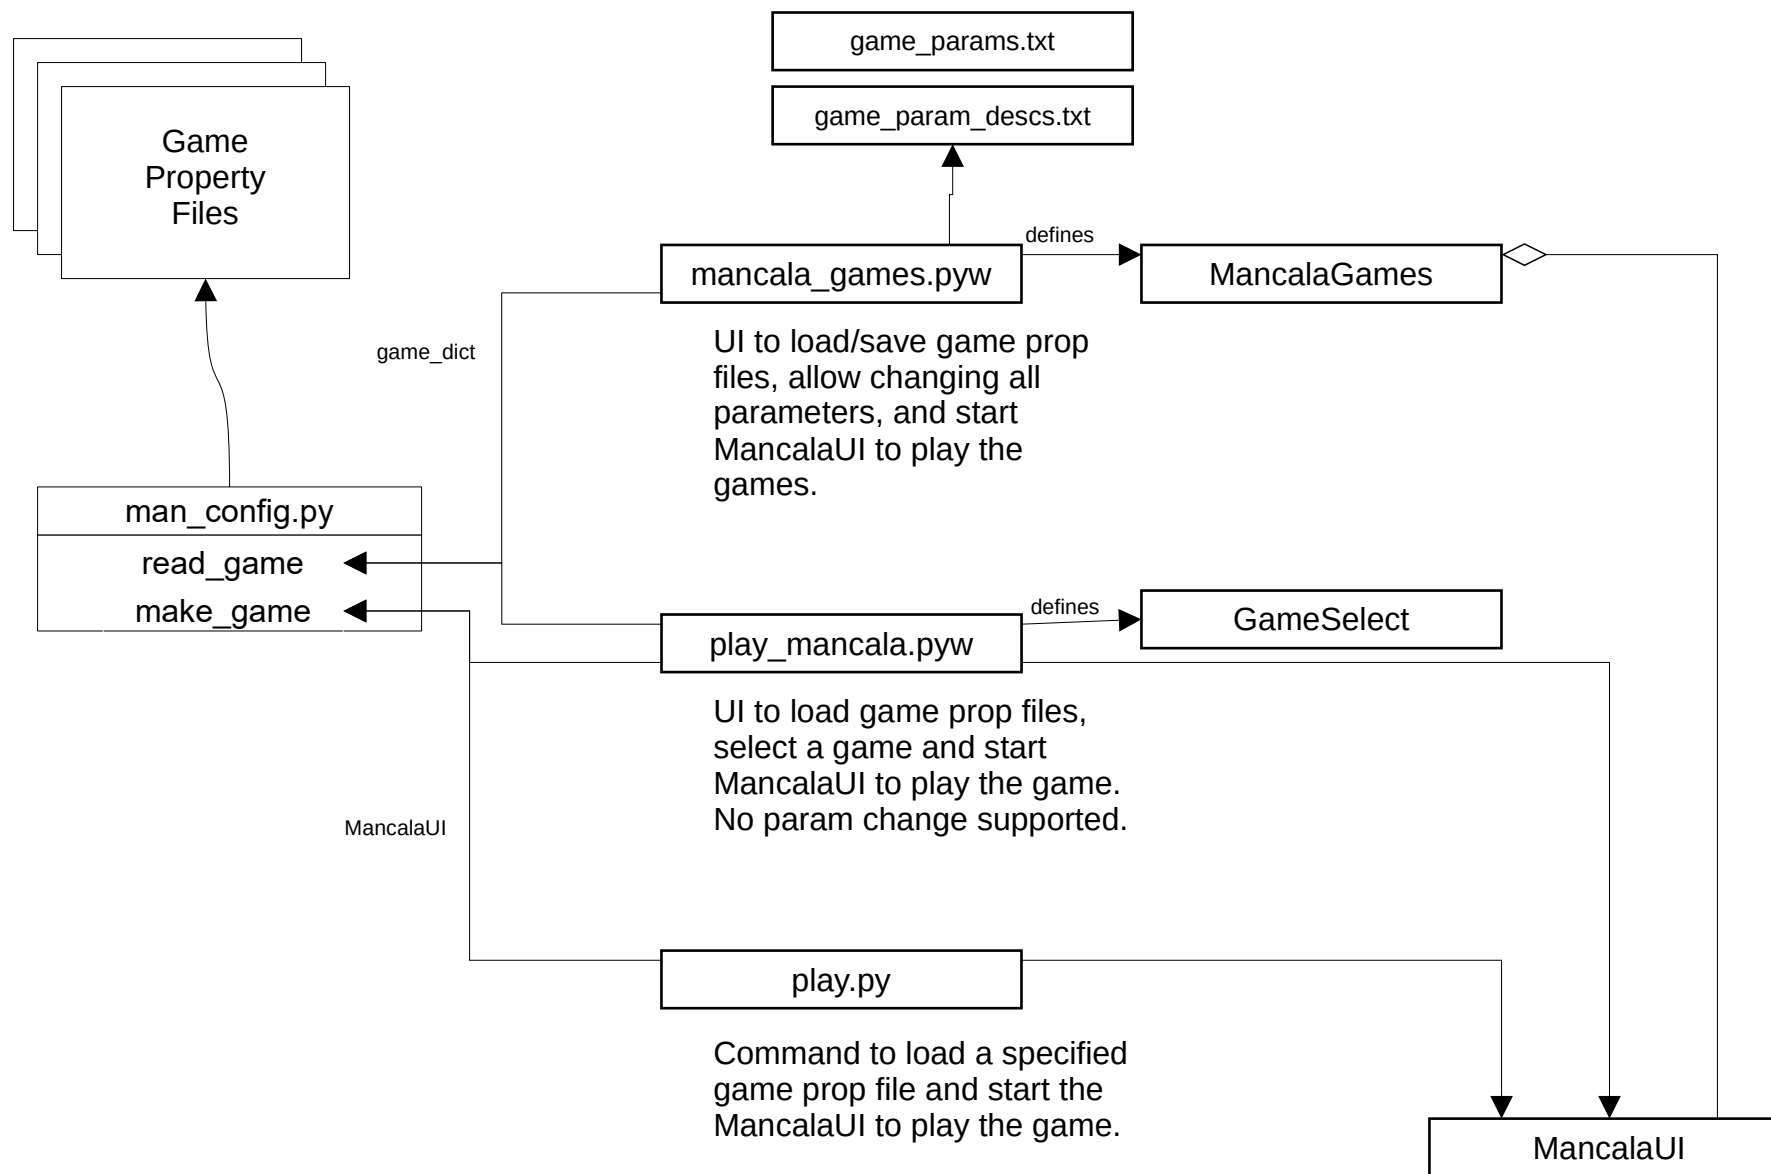 game_params.txt
game_param_descs.txt
Game
Property
Files
defines
mancala_games.pyw
MancalaGames
UI to load/save game prop
files, allow changing all
parameters, and start
MancalaUI to play the
games.
game_dict
man_config.py
read_game
make_game
defines
GameSelect
play_mancala.pyw
UI to load game prop files,
select a game and start
MancalaUI to play the game.
No param change supported.
MancalaUI
play.py
Command to load a specified
game prop file and start the
MancalaUI to play the game.
MancalaUI